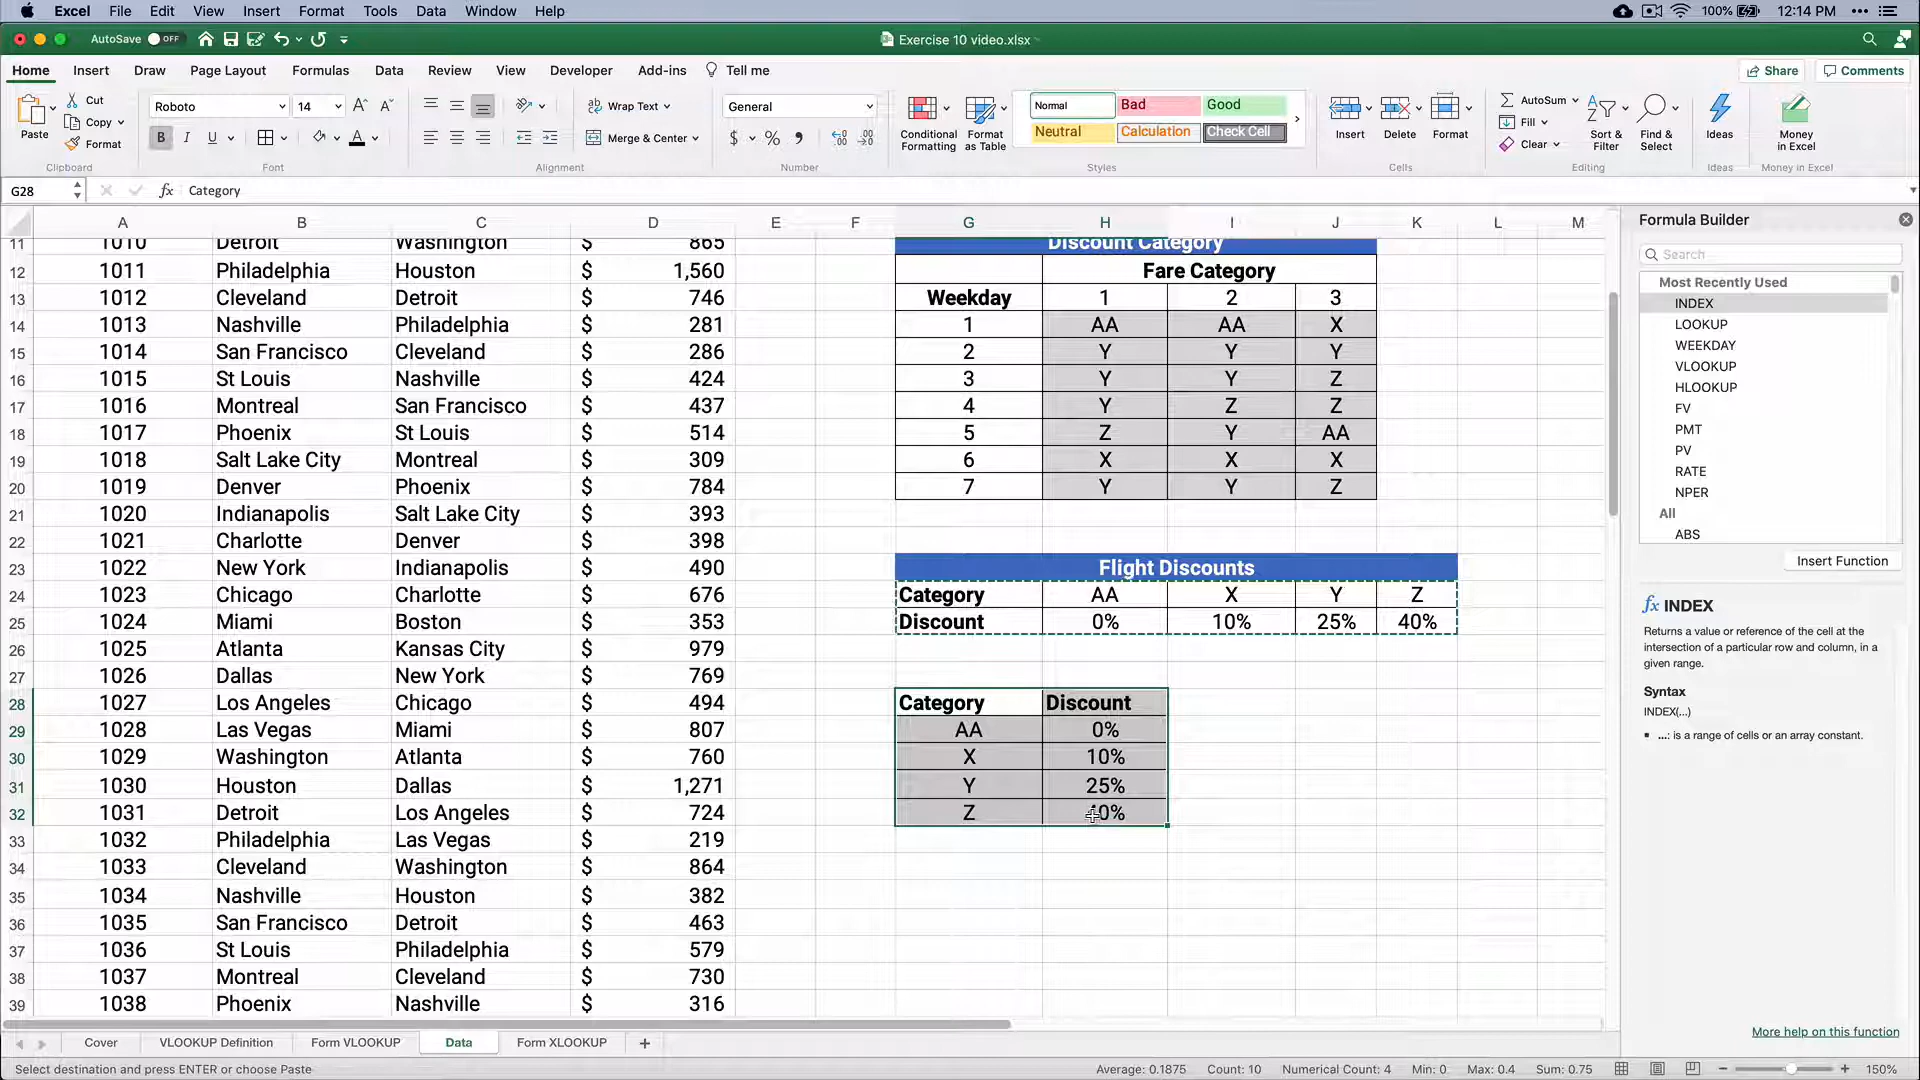 Excel File Edit View Insert Format Tools Data Window Help 100% 12:14 PM
AutoSave OFF Exercise 10 video.xlsx
Home Insert Draw Page Layout Formulas Data Review View Developer Add-ins Tell me Share Comments
Paste Cut Copy Format
Roboto 14
B I U A
Wrap Text
Merge & Center
General
$ % 9
Conditional Formatting
Format as Table
Normal Bad Good
Neutral Calculation Check Cell
Insert Delete Format
AutoSum Fill Clear
Sort & Filter
Find & Select
Ideas
Money in Excel
Clipboard Font Alignment Number Styles Cells Editing Ideas Money in Excel
G28 fx Category
A B C D E F G H I J K L M
11 1010 Detroit Washington $ 865 Discount Category
12 1011 Philadelphia Houston $ 1,560 Fare Category
13 1012 Cleveland Detroit $ 746 Weekday 1 2 3
14 1013 Nashville Philadelphia $ 281 1 AA AA X
15 1014 San Francisco Cleveland $ 286 2 Y Y Y
16 1015 St Louis Nashville $ 424 3 Y Y Z
17 1016 Montreal San Francisco $ 437 4 Y Z Z
18 1017 Phoenix St Louis $ 514 5 Z Y AA
19 1018 Salt Lake City Montreal $ 309 6 X X X
20 1019 Denver Phoenix $ 784 7 Y Y Z
21 1020 Indianapolis Salt Lake City $ 393
22 1021 Charlotte Denver $ 398
23 1022 New York Indianapolis $ 490 Flight Discounts
24 1023 Chicago Charlotte $ 676 Category AA X Y Z
25 1024 Miami Boston $ 353 Discount 0% 10% 25% 40%
26 1025 Atlanta Kansas City $ 979
27 1026 Dallas New York $ 769
28 1027 Los Angeles Chicago $ 494 Category Discount
29 1028 Las Vegas Miami $ 807 AA 0%
30 1029 Washington Atlanta $ 760 X 10%
31 1030 Houston Dallas $ 1,271 Y 25%
32 1031 Detroit Los Angeles $ 724 Z 40%
33 1032 Philadelphia Las Vegas $ 219
34 1033 Cleveland Washington $ 864
35 1034 Nashville Houston $ 382
36 1035 San Francisco Detroit $ 463
37 1036 St Louis Philadelphia $ 579
38 1037 Montreal Cleveland $ 730
39 1038 Phoenix Nashville $ 316
Formula Builder
Search
Most Recently Used
INDEX
LOOKUP
WEEKDAY
VLOOKUP
HLOOKUP
FV
PMT
PV
RATE
NPER
All
ABS
Insert Function
fx INDEX
Returns a value or reference of the cell at the
intersection of a particular row and column, in a
given range.
Syntax
INDEX(...)
...: is a range of cells or an array constant.
More help on this function
Cover VLOOKUP Definition Form VLOOKUP Data Form XLOOKUP +
Select destination and press ENTER or choose Paste Average: 0.1875 Count: 10 Numerical Count: 4 Min: 0 Max: 0.4 Sum: 0.75 150%